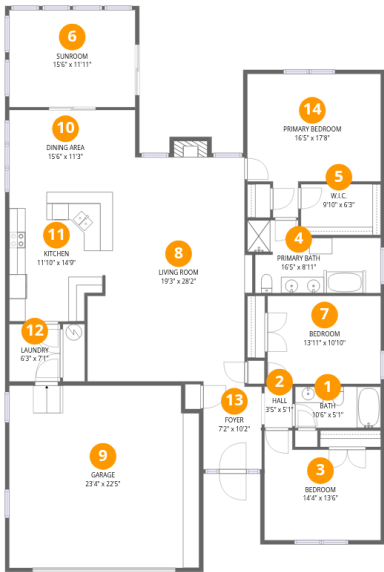 6
SUNROOM
15'6" x 11'11"
10
DINING AREA
15'6" x 11'3"
14
PRIMARY BEDROOM
16'5" x 17'8"
5
W.I.C.
9'10" x 6'3"
11
KITCHEN
11'10" x 14'9"
8
LIVING ROOM
19'3" x 28'2"
4
PRIMARY BATH
16'5" x 8'11"
7
BEDROOM
13'11" x 10'10"
12
LAUNDRY
6'3" x 7'1"
2
HALL
3'5" x 5'1"
1
BATH
10'6" x 5'1"
13
FOYER
7'2" x 10'2"
9
GARAGE
23'4" x 22'5"
3
BEDROOM
14'4" x 13'6"